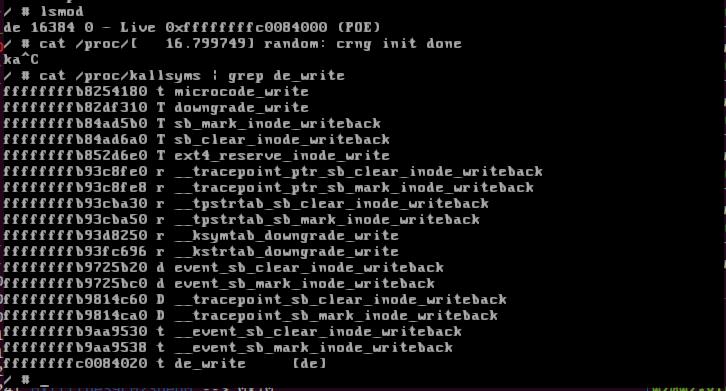 / # lsmod
de 16384 0 - Live 0xffffffffc0084000 (POE)
/ # cat /proc/[   16.799749] random: crng init done
ka^C
/ # cat /proc/kallsyms | grep de_write
ffffffffb8254180 t microcode_write
ffffffffb82df310 T downgrade_write
ffffffffb84ad5b0 T sb_mark_inode_writeback
ffffffffb84ad6a0 T sb_clear_inode_writeback
ffffffffb852d6e0 T ext4_reserve_inode_write
ffffffffb93c8fe0 r __tracepoint_ptr_sb_clear_inode_writeback
ffffffffb93c8fe8 r __tracepoint_ptr_sb_mark_inode_writeback
ffffffffb93cba30 r __tpstrtab_sb_clear_inode_writeback
ffffffffb93cba50 r __tpstrtab_sb_mark_inode_writeback
ffffffffb93d8250 r __ksymtab_downgrade_write
ffffffffb93fc696 r __kstrtab_downgrade_write
ffffffffb9725b20 d event_sb_clear_inode_writeback
ffffffffb9725bc0 d event_sb_mark_inode_writeback
ffffffffb9814c60 D __tracepoint_sb_clear_inode_writeback
ffffffffb9814ca0 D __tracepoint_sb_mark_inode_writeback
ffffffffb9aa9530 t __event_sb_clear_inode_writeback
ffffffffb9aa9538 t __event_sb_mark_inode_writeback
ffffffffc0084020 t de_write     [de]
/ # _